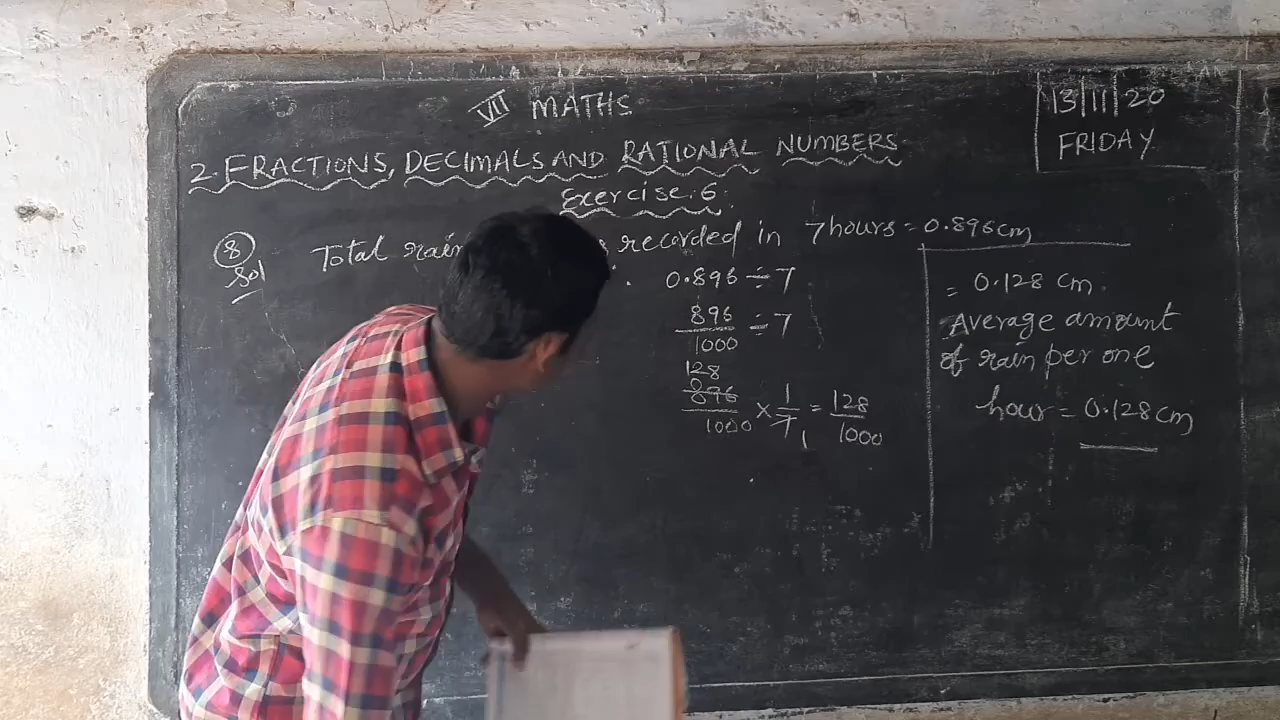 VII MATHS
13/11/20
FRIDAY
2. FRACTIONS, DECIMALS AND RATIONAL NUMBERS
Exercise: 6
8 Total recorded in 7 hours = 0.896 cm
Sol
0.896 ÷ 7
896/1000 ÷ 7
128
896/1000 × 1/7 1 = 128/1000
= 0.128 cm.
Average amount
of rain per one
hour = 0.128 cm